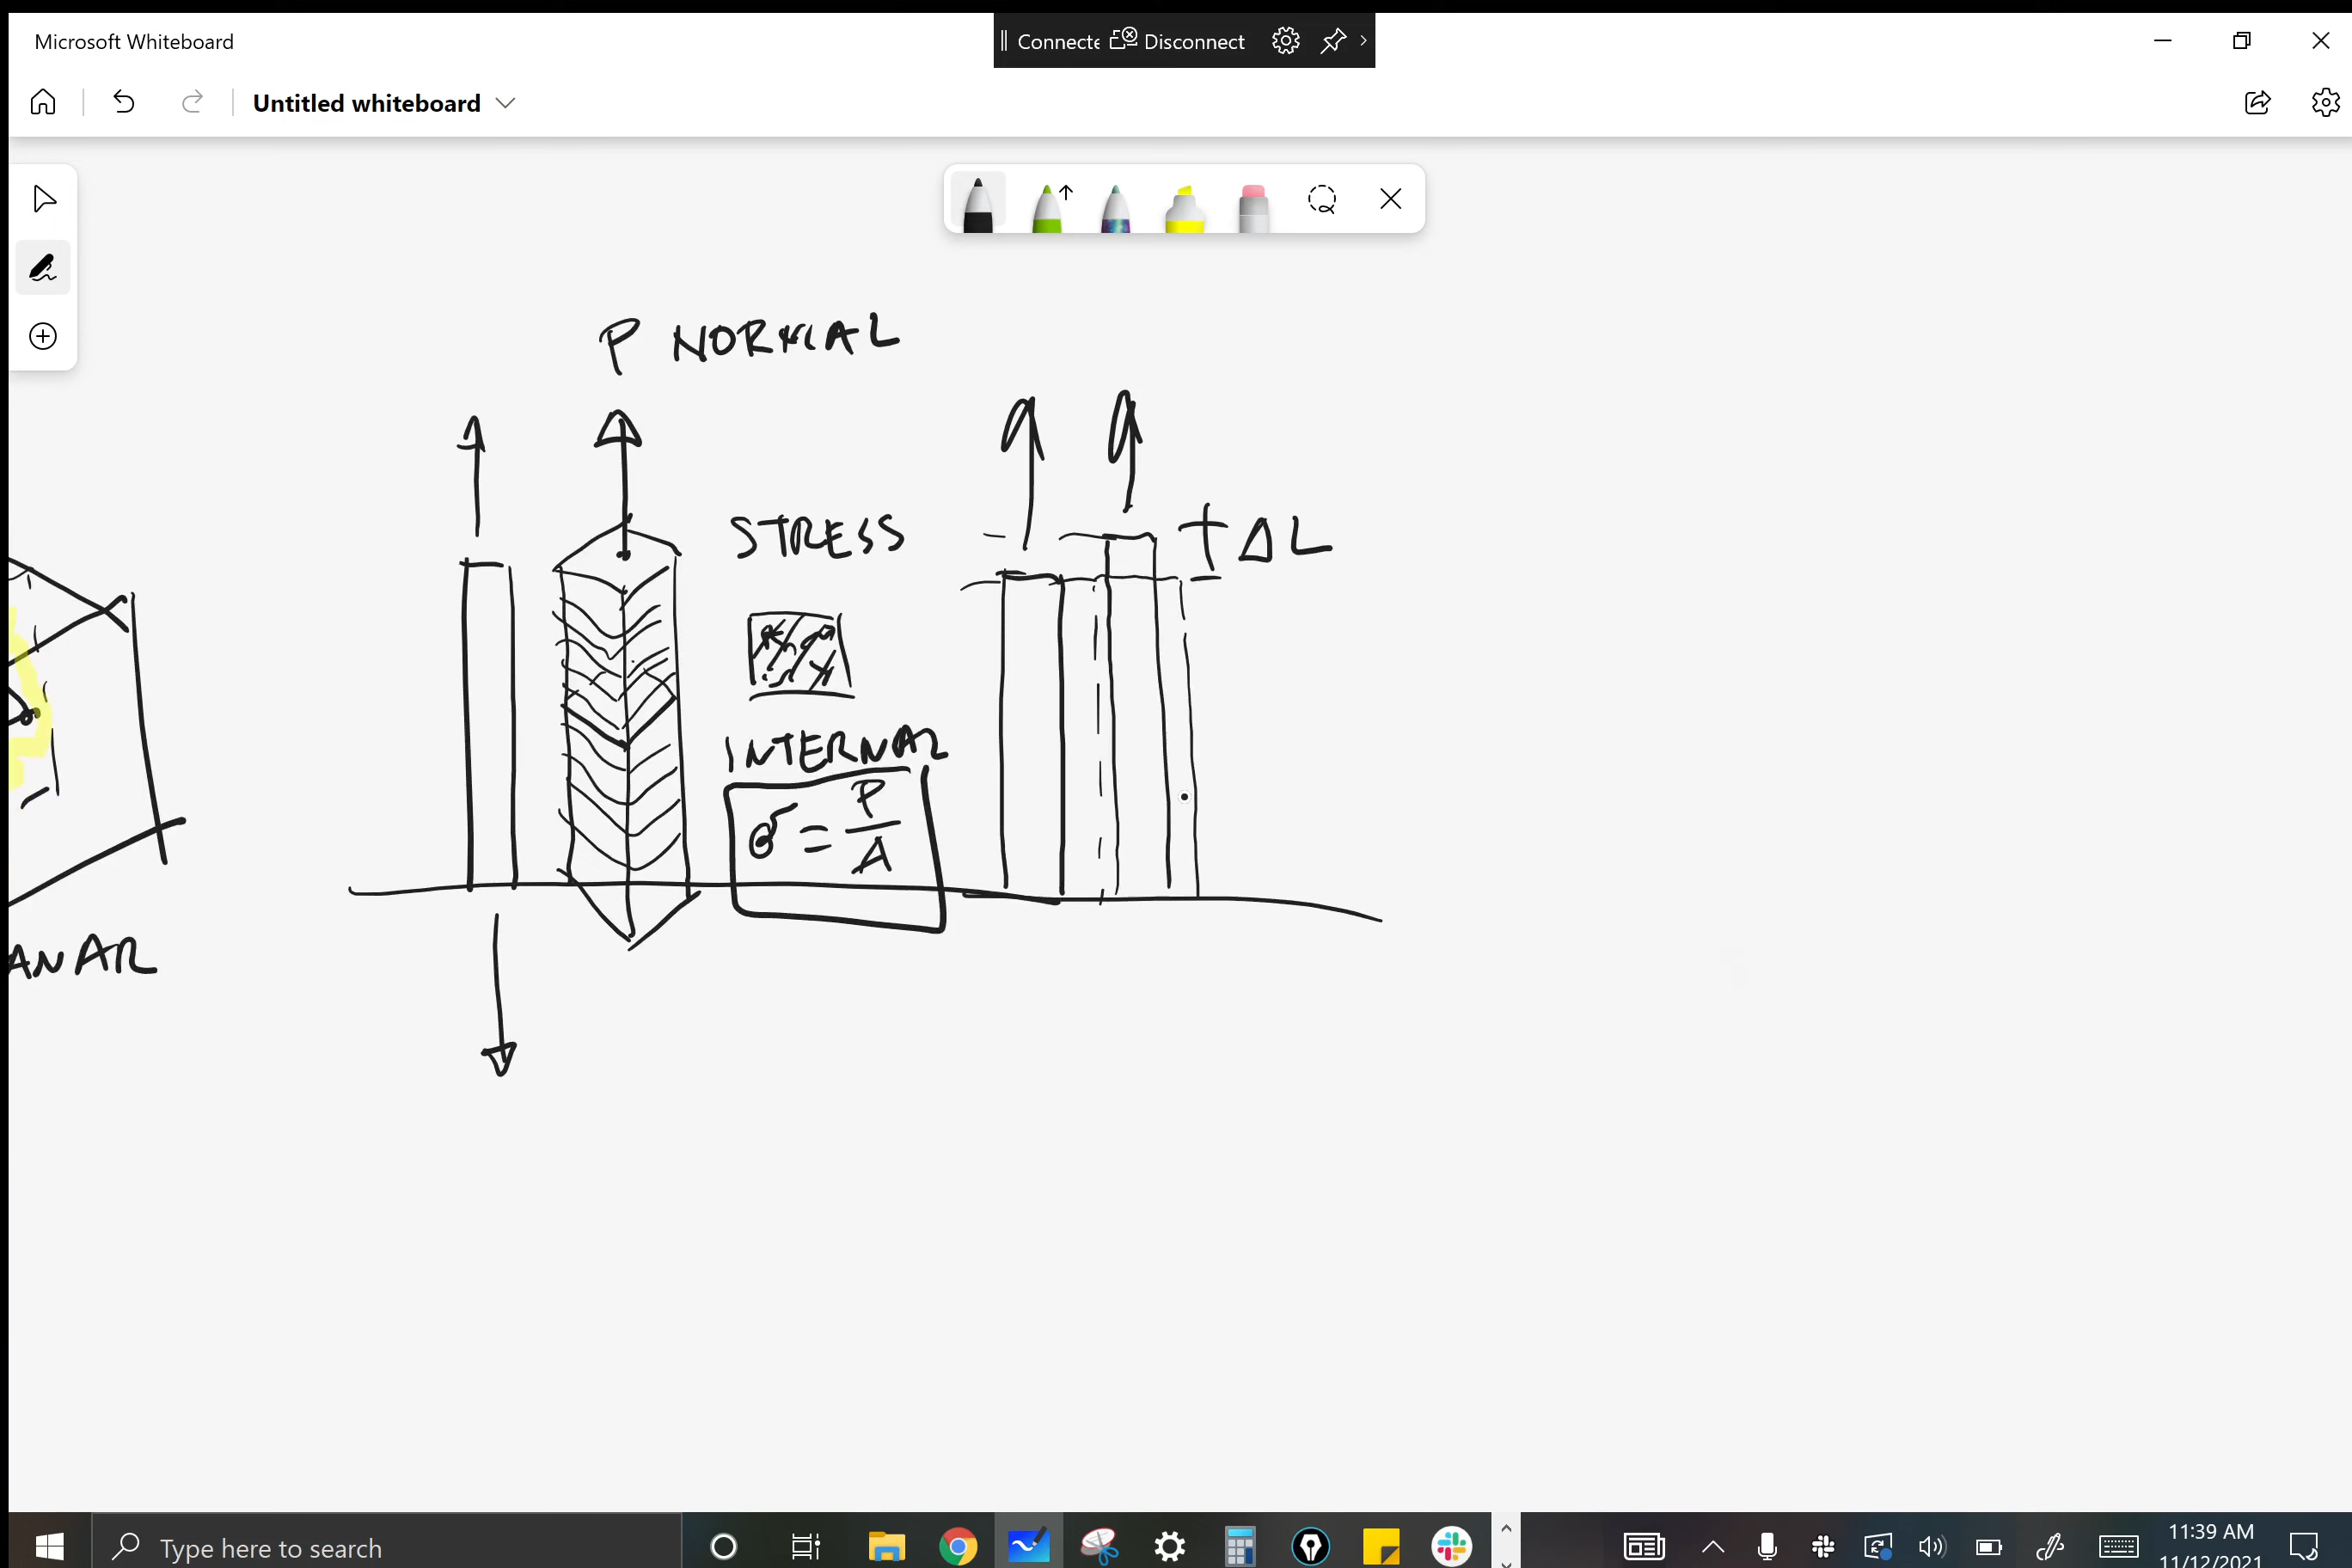 Microsoft Whiteboard
Connecte Disconnect
Untitled whiteboard
P NORMAL
STRESS
ΔL
INTERNAL
σ = P/A
ANAR
Type here to search
11:39 AM
11/12/2021